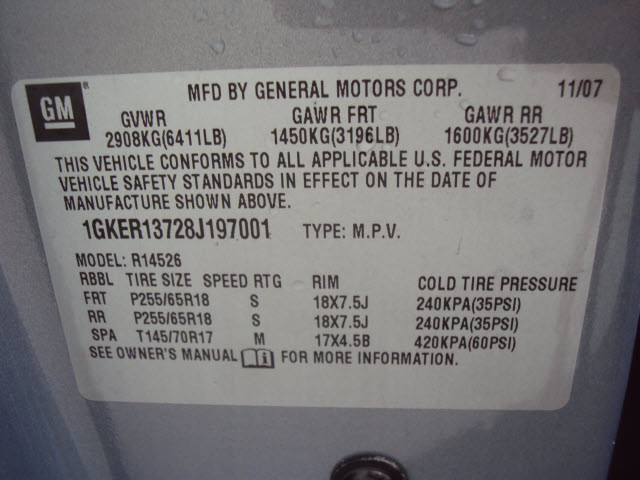 GM
MFD BY GENERAL MOTORS CORP. 11/07
GVWR GAWR FRT GAWR RR
2908KG(6411LB) 1450KG(3196LB) 1600KG(3527LB)
THIS VEHICLE CONFORMS TO ALL APPLICABLE U.S. FEDERAL MOTOR
VEHICLE SAFETY STANDARDS IN EFFECT ON THE DATE OF
MANUFACTURE SHOWN ABOVE.
1GKER13728J197001 TYPE: M.P.V.
MODEL: R14526
RBBL TIRE SIZE SPEED RTG RIM COLD TIRE PRESSURE
FRT P255/65R18 S 18X7.5J 240KPA(35PSI)
RR P255/65R18 S 18X7.5J 240KPA(35PSI)
SPA T145/70R17 M 17X4.5B 420KPA(60PSI)
SEE OWNER'S MANUAL FOR MORE INFORMATION.